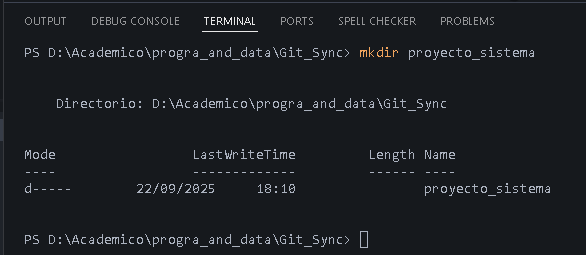 OUTPUT DEBUG CONSOLE TERMINAL PORTS SPELL CHECKER PROBLEMS
PS D:\Academico\progra_and_data\Git_Sync> mkdir proyecto_sistema
Directorio: D:\Academico\progra_and_data\Git_Sync
Mode LastWriteTime Length Name
---- ------------- ------ ----
d----- 22/09/2025 18:10 proyecto_sistema
PS D:\Academico\progra_and_data\Git_Sync>